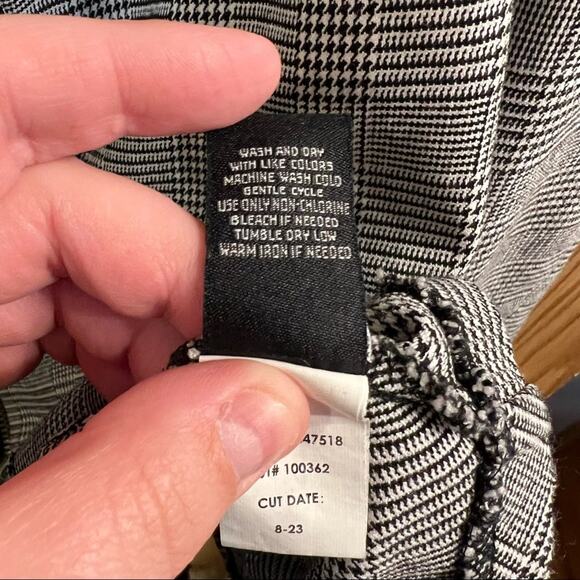 WASH AND DRY
WITH LIKE COLORS
MACHINE WASH COLD
GENTLE CYCLE
USE ONLY NON-CHLORINE
BLEACH IF NEEDED
TUMBLE DRY LOW
WARM IRON IF NEEDED
47518
# 100362
CUT DATE:
8-23